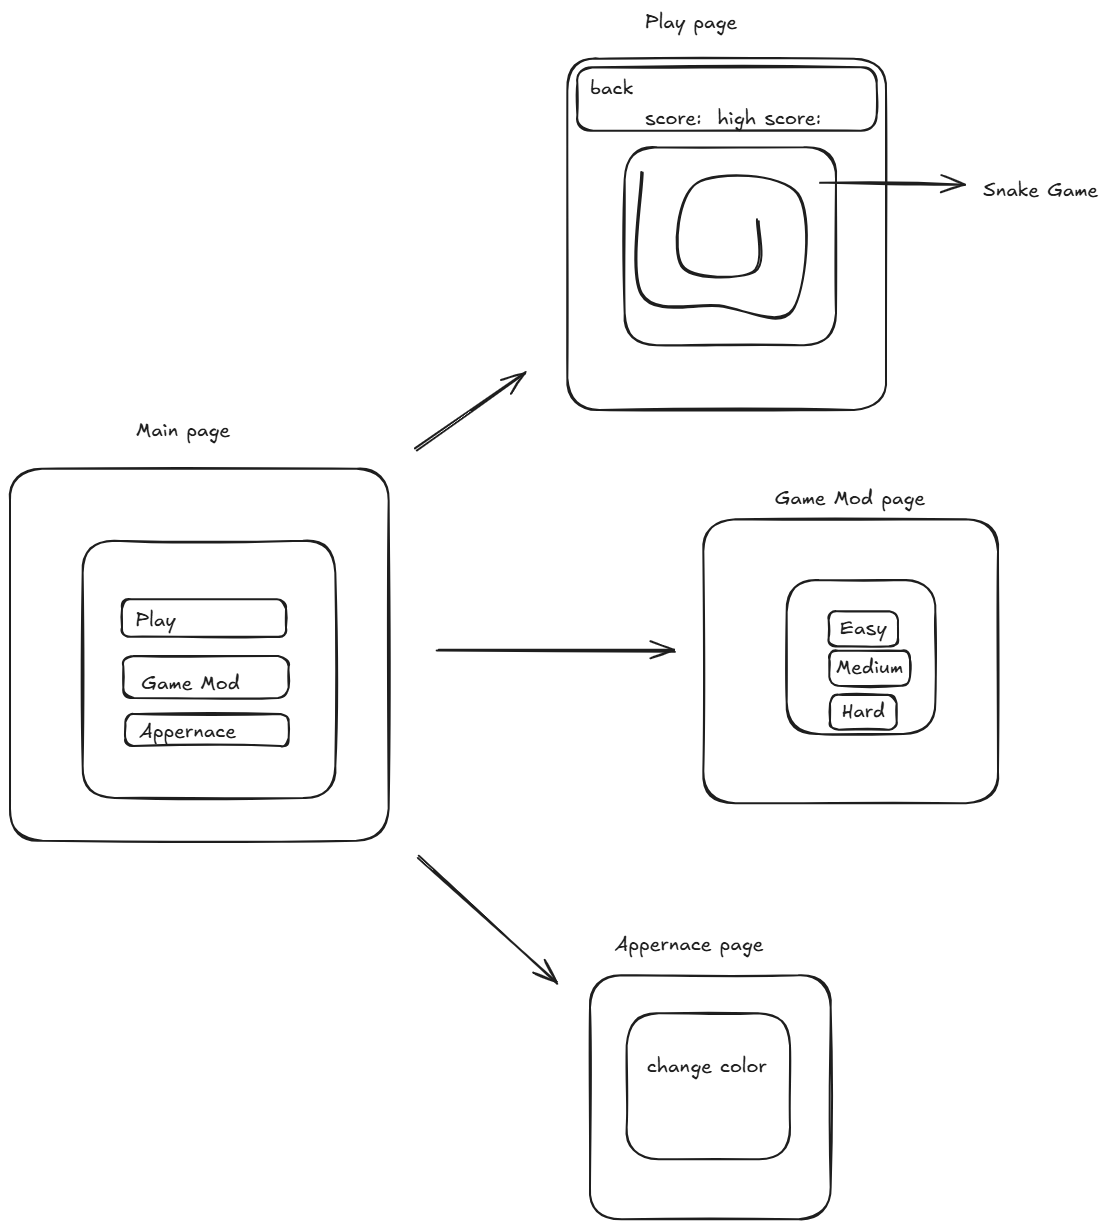 Play page
back
score: high score:
Snake Game
Main page
Play
Game Mod
Appernace
Game Mod page
Easy
Medium
Hard
Appernace page
change color